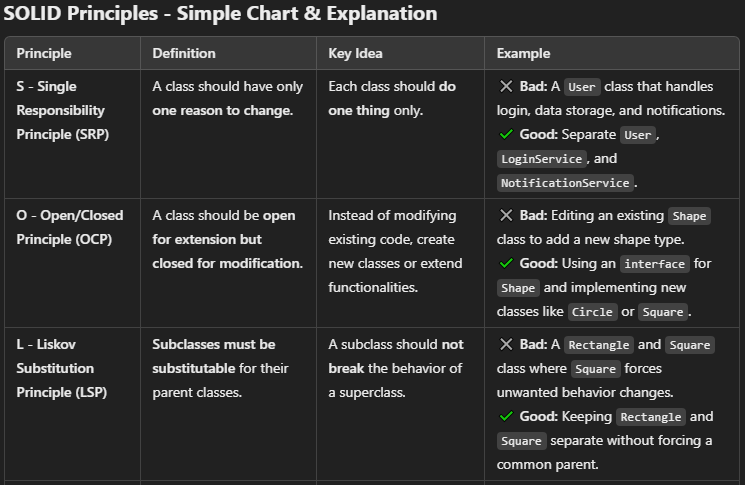 SOLID Principles - Simple Chart & Explanation
Principle
Definition
Key Idea
Example
S - Single
Responsibility
Principle (SRP)
A class should have only
one reason to change.
Each class should do
one thing only.
❌ Bad: A User class that handles
login, data storage, and notifications.
✔ Good: Separate User,
LoginService, and
NotificationService.
O - Open/Closed
Principle (OCP)
A class should be open
for extension but
closed for modification.
Instead of modifying
existing code, create
new classes or extend
functionalities.
❌ Bad: Editing an existing Shape
class to add a new shape type.
✔ Good: Using an interface for
Shape and implementing new
classes like Circle or Square.
L - Liskov
Substitution
Principle (LSP)
Subclasses must be
substitutable for their
parent classes.
A subclass should not
break the behavior of
a superclass.
❌ Bad: A Rectangle and Square
class where Square forces
unwanted behavior changes.
✔ Good: Keeping Rectangle and
Square separate without forcing a
common parent.